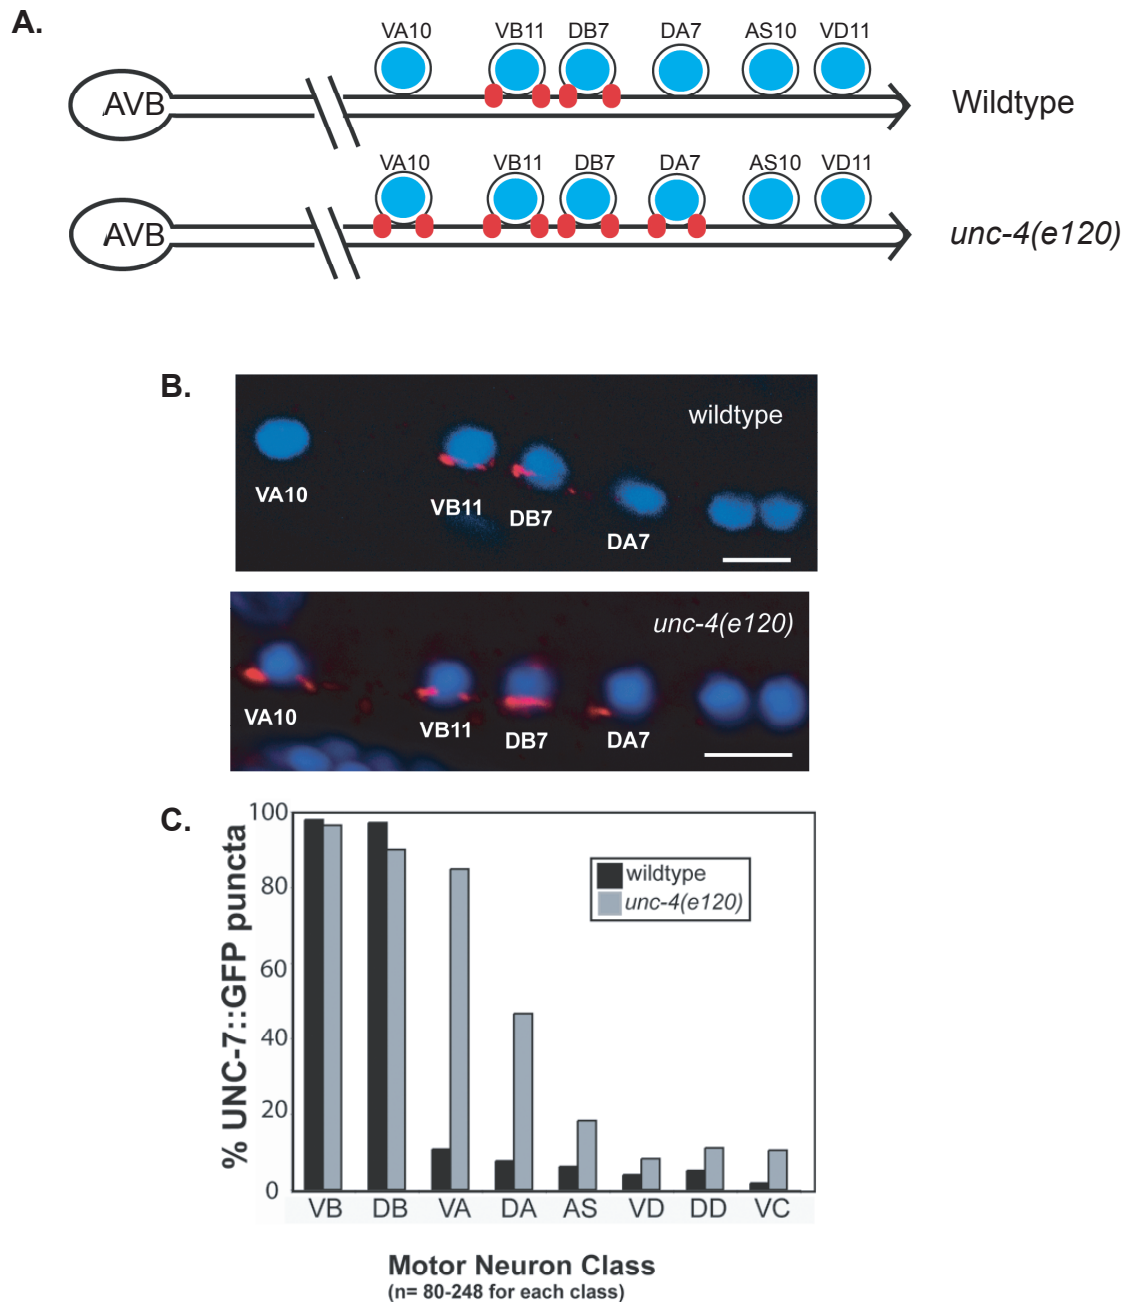 A.
VA10 VB11 DB7 DA7 AS10 VD11
AVB
Wildtype
VA10 VB11 DB7 DA7 AS10 VD11
AVB
unc-4(e120)
B.
wildtype
VA10
VB11
DB7
DA7
unc-4(e120)
VA10
VB11
DB7
DA7
C.
% UNC-7::GFP puncta
100
80
60
40
20
0
wildtype
unc-4(e120)
VB DB VA DA AS VD DD VC
Motor Neuron Class
(n= 80-248 for each class)